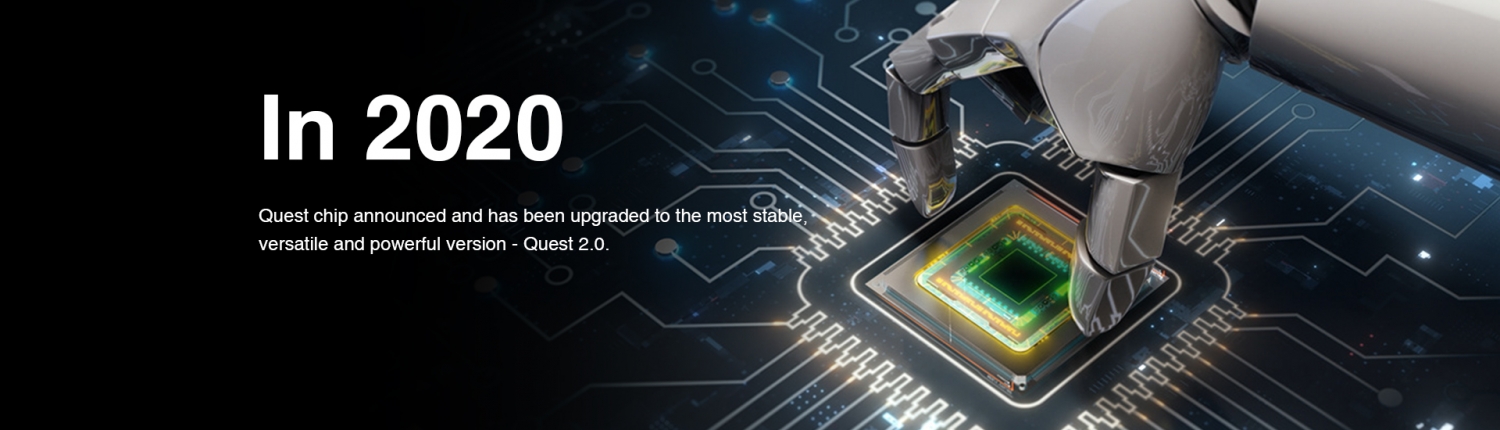 In 2020
Quest chip announced and has been upgraded to the most stable,
versatile and powerful version - Quest 2.0.